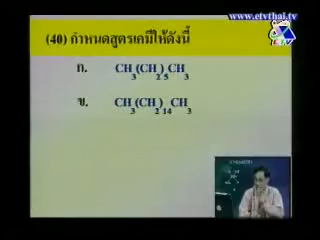 www.etvthai.tv
ETV
(40) กำหนดสูตรเคมีให้ดังนี้
ก. CH3(CH2)5CH3
ข. CH3(CH2)14CH3